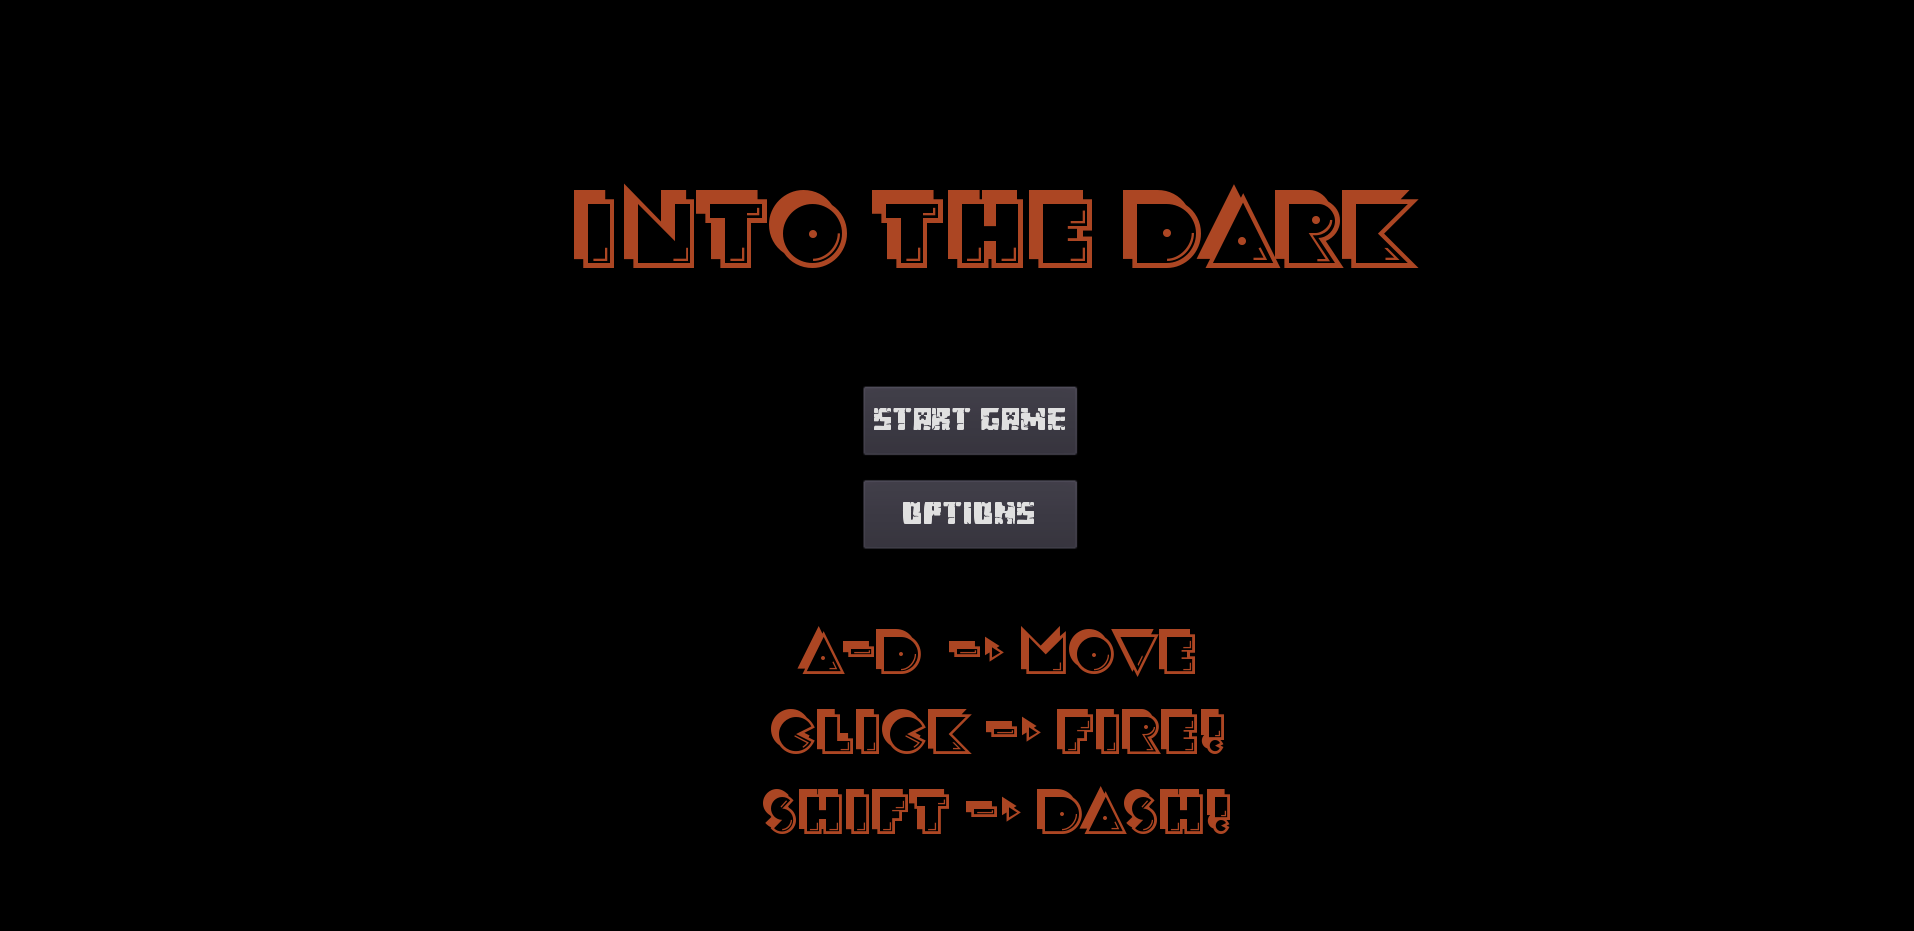 INTO THE DARK
START GAME
OPTIONS
A-D -> MOVE
CLICK -> FIRE!
SHIFT -> DASH!